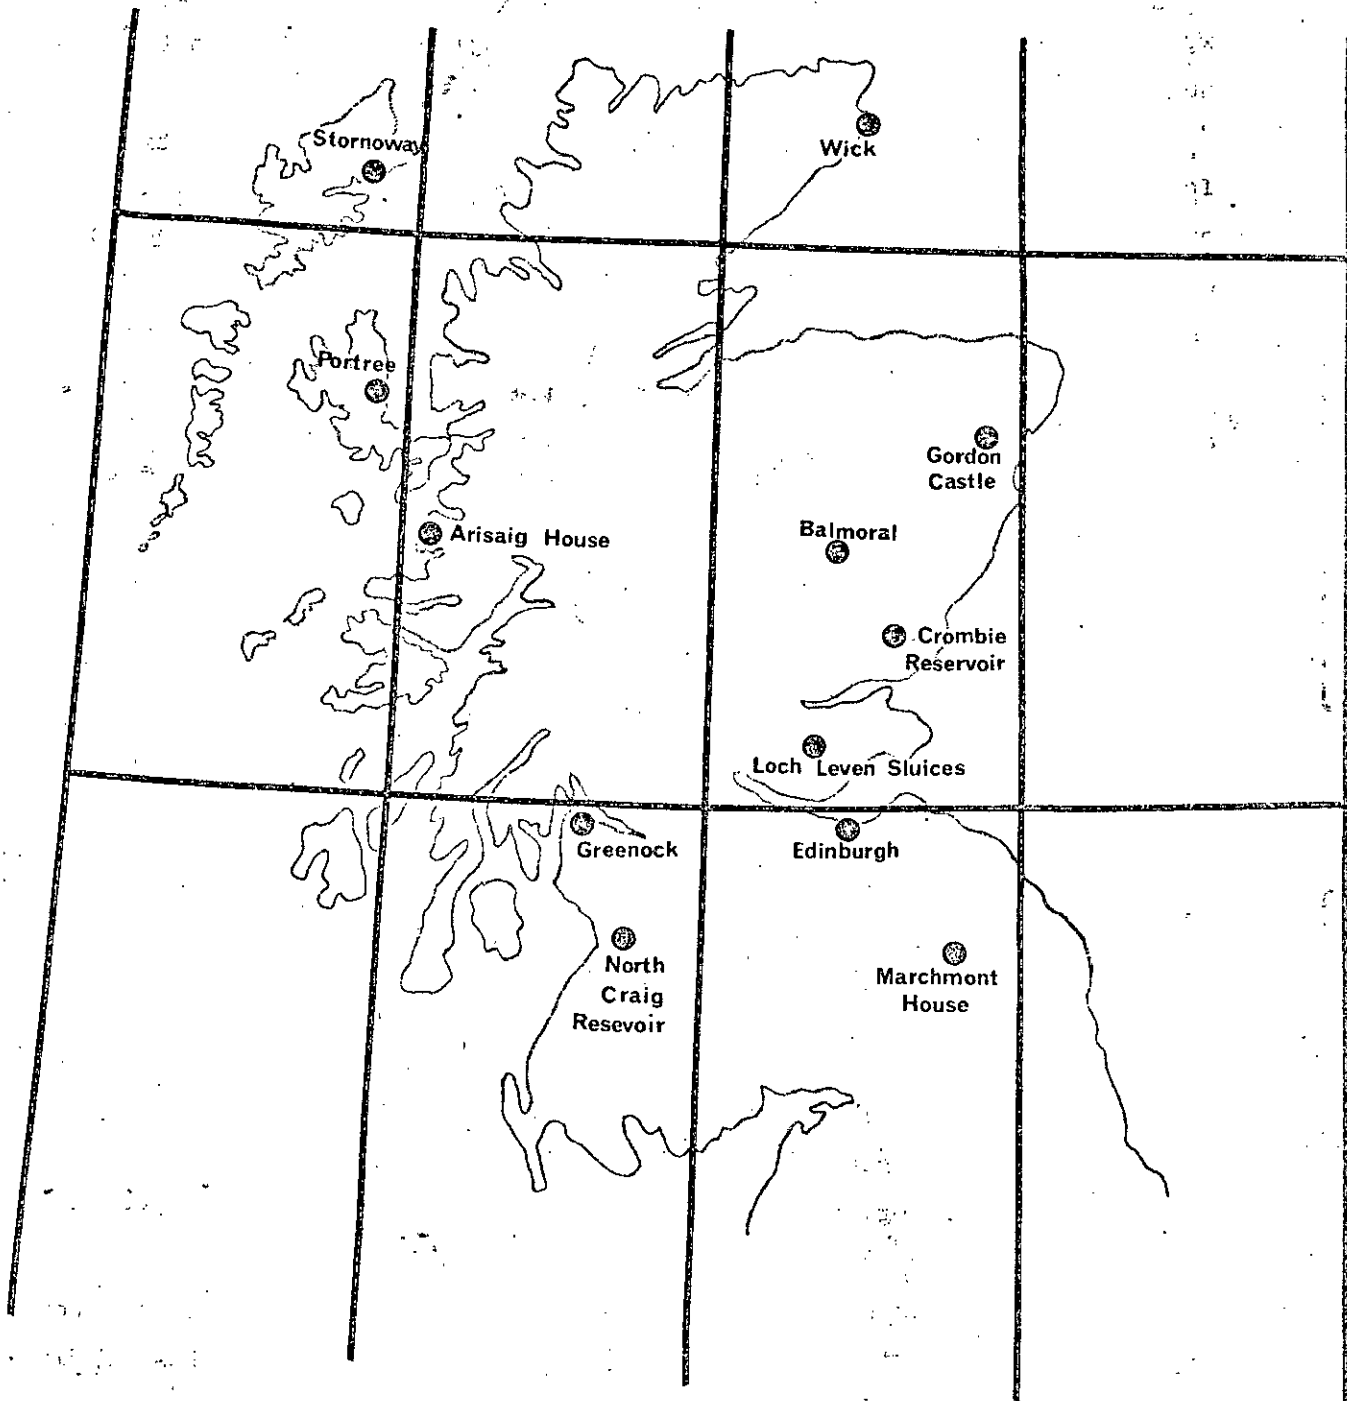 Stornoway
Wick
Portree
Gordon
Castle
Arisaig House
Balmoral
Crombie
Reservoir
Loch Leven Sluices
Greenock
Edinburgh
North
Craig
Resevoir
Marchmont
House